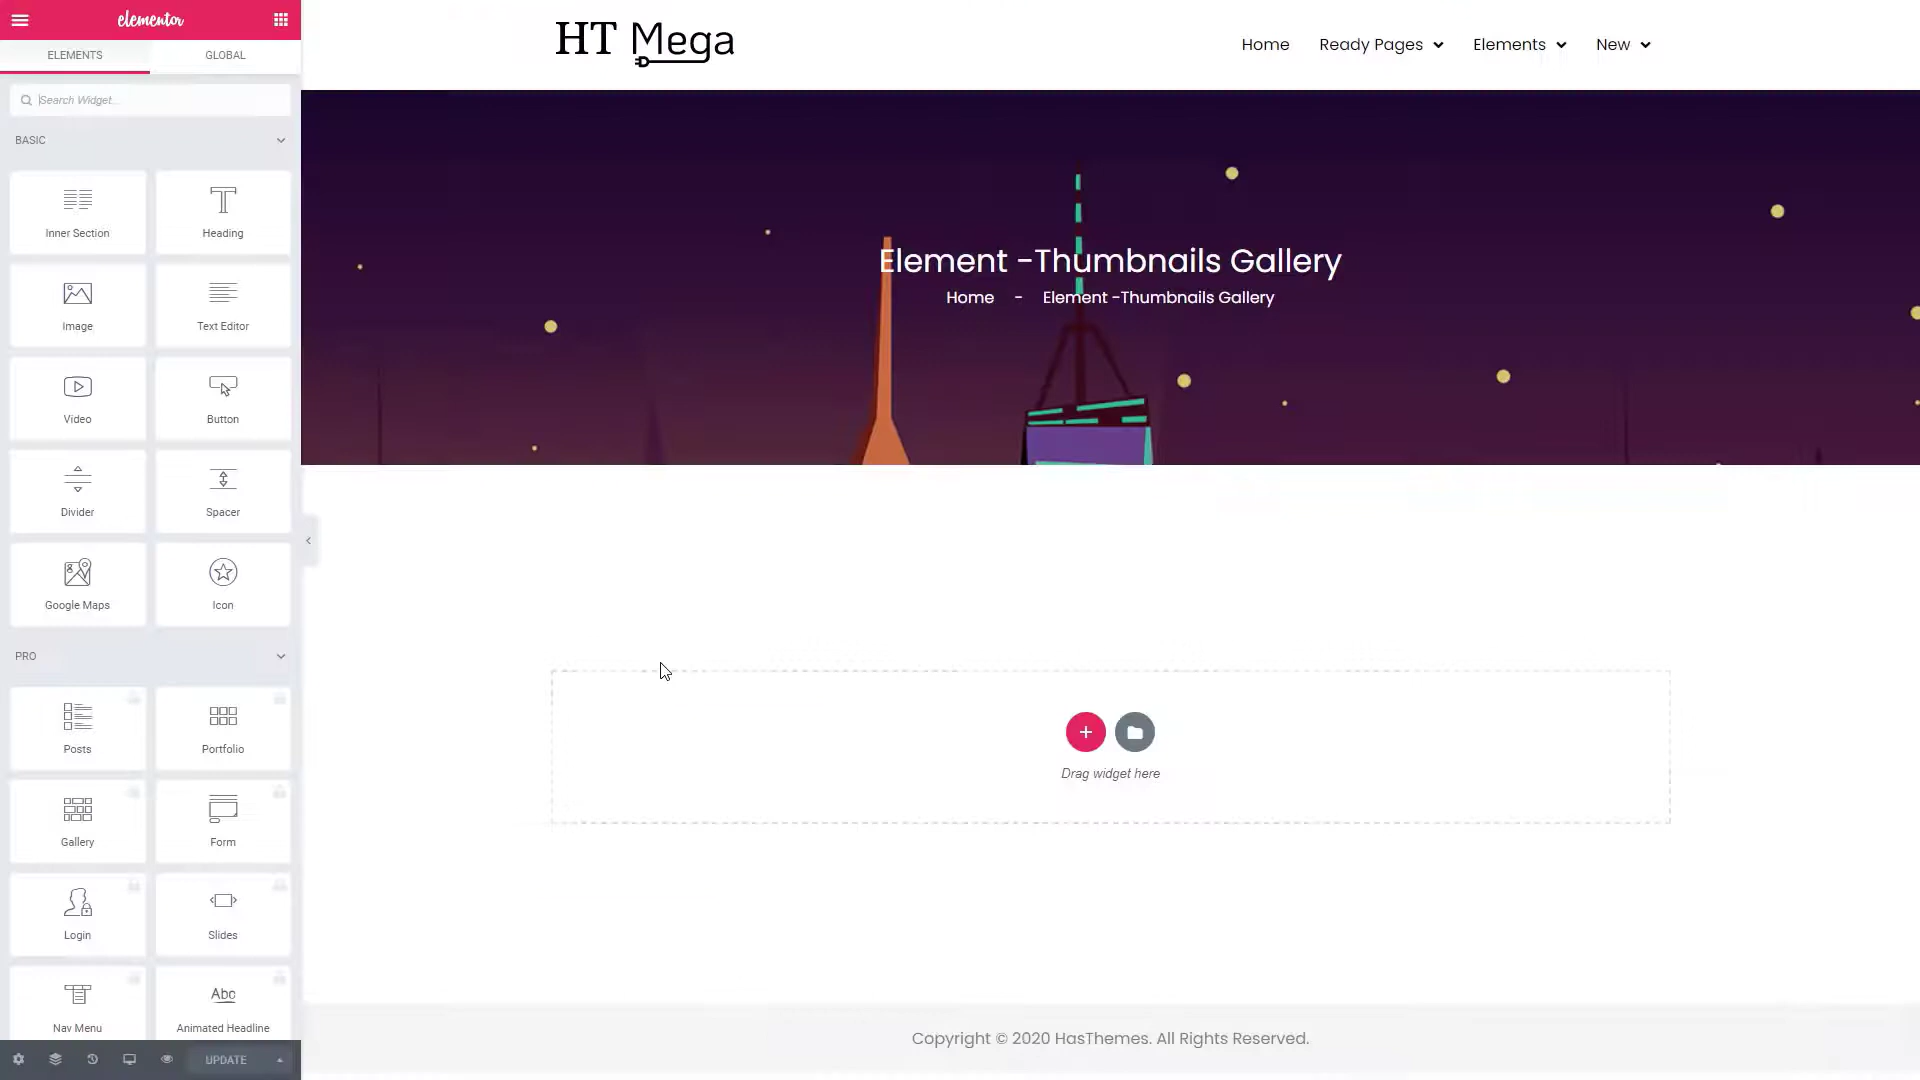 elementor
ELEMENTS
GLOBAL
Search Widget...
BASIC
Inner Section
Heading
Image
Text Editor
Video
Button
Divider
Spacer
Google Maps
Icon
PRO
Posts
Portfolio
Gallery
Form
Login
Slides
Nav Menu
Abc
Animated Headline
UPDATE
HT Mega
Home
Ready Pages
Elements
New
Element -Thumbnails Gallery
Home - Element -Thumbnails Gallery
Drag widget here
Copyright © 2020 HasThemes. All Rights Reserved.